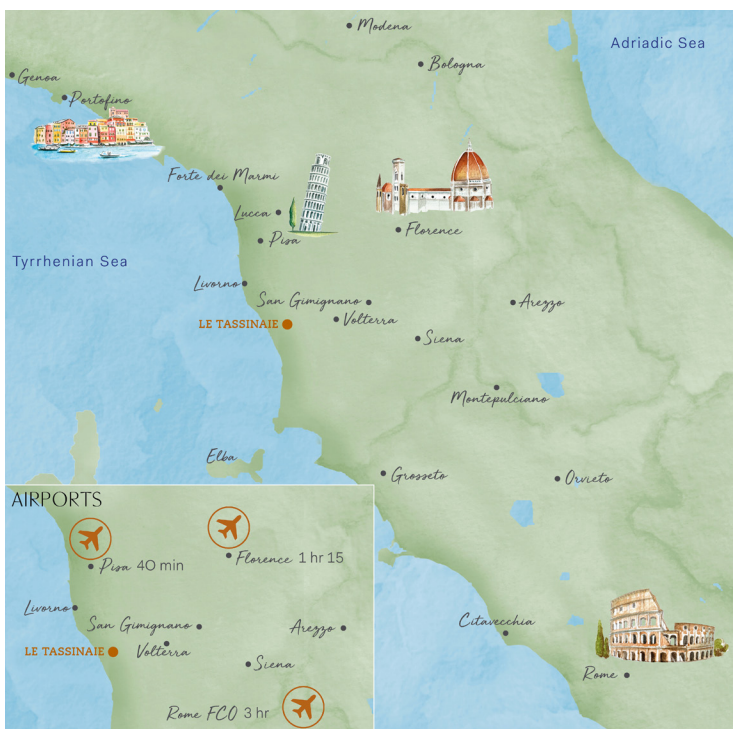 Modena
Adriadic Sea
Bologna
Genoa
Portofino
Forte dei Marmi
Lucca
Pisa
Florence
Tyrrhenian Sea
Livorno
San Gimignano
Arezzo
LE TASSINAIE
Volterra
Siena
Montepulciano
Elba
Grosseto
Orvieto
Citavecchia
Rome
AIRPORTS
Pisa 40 min
Florence 1 hr 15
Livorno
San Gimignano
Arezzo
LE TASSINAIE
Volterra
Siena
Rome FCO 3 hr